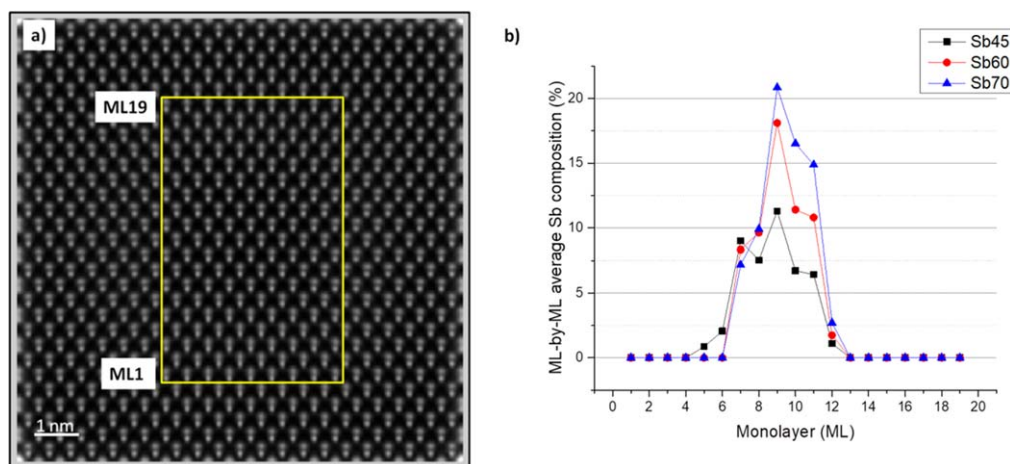 a)
ML19
ML1
1 nm
b)
Sb45
Sb60
Sb70
ML-by-ML average Sb composition (%)
20
15
10
5
0
0 2 4 6 8 10 12 14 16 18 20
Monolayer (ML)